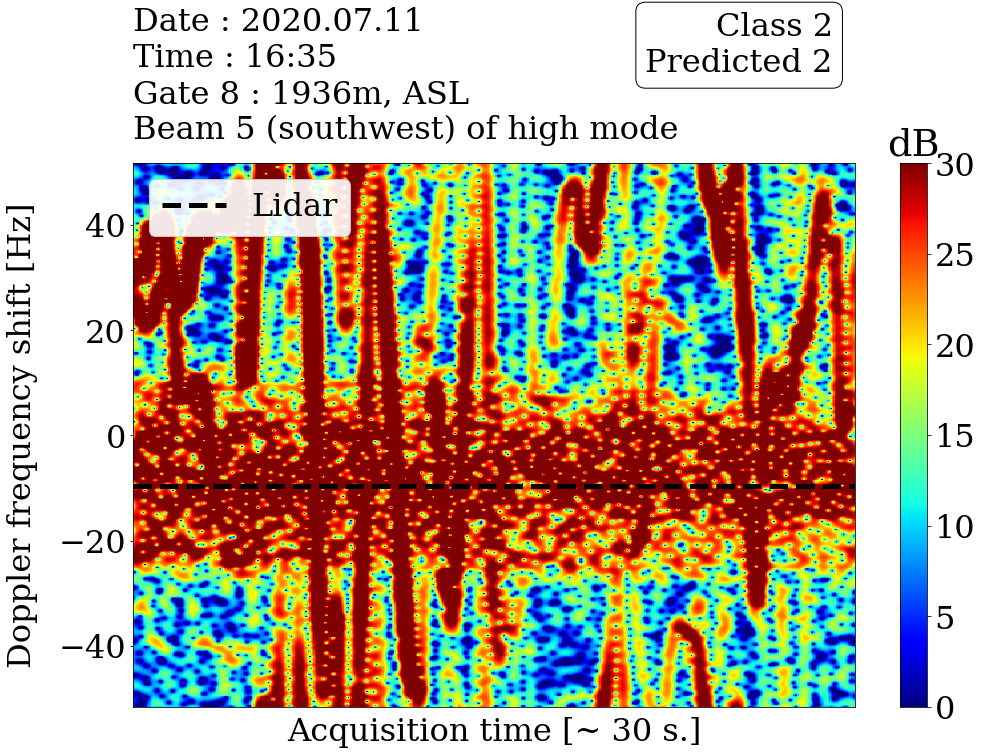 Date : 2020.07.11
Time : 16:35
Gate 8 : 1936m, ASL
Beam 5 (southwest) of high mode
Class 2
Predicted 2
dB
Lidar
Doppler frequency shift [Hz]
40
20
0
−20
−40
Acquisition time [~ 30 s.]
30
25
20
15
10
5
0